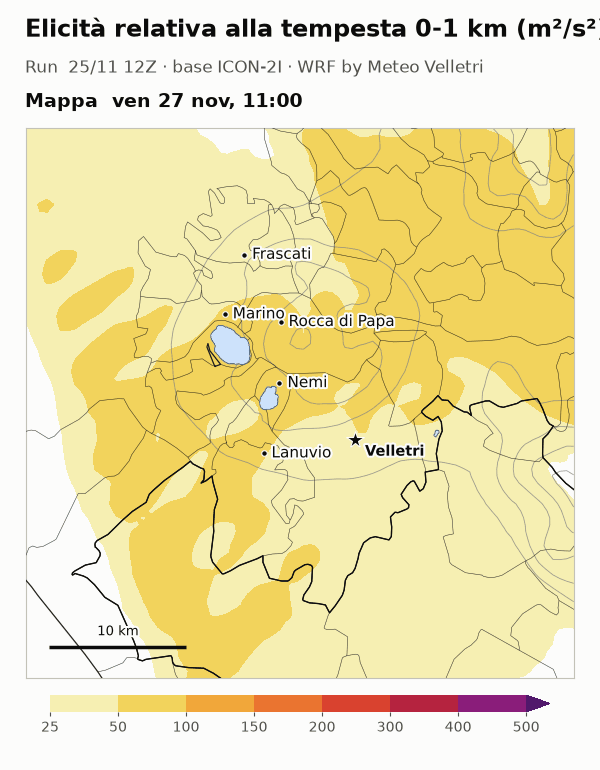 Elicità relativa alla tempesta 0-1 km (m²/s²)
Run 25/11 12Z · base ICON-2I · WRF by Meteo Velletri
Mappa ven 27 nov, 11:00
Frascati
Marino
Rocca di Papa
Nemi
Velletri
Lanuvio
10 km
25 50 100 150 200 300 400 500